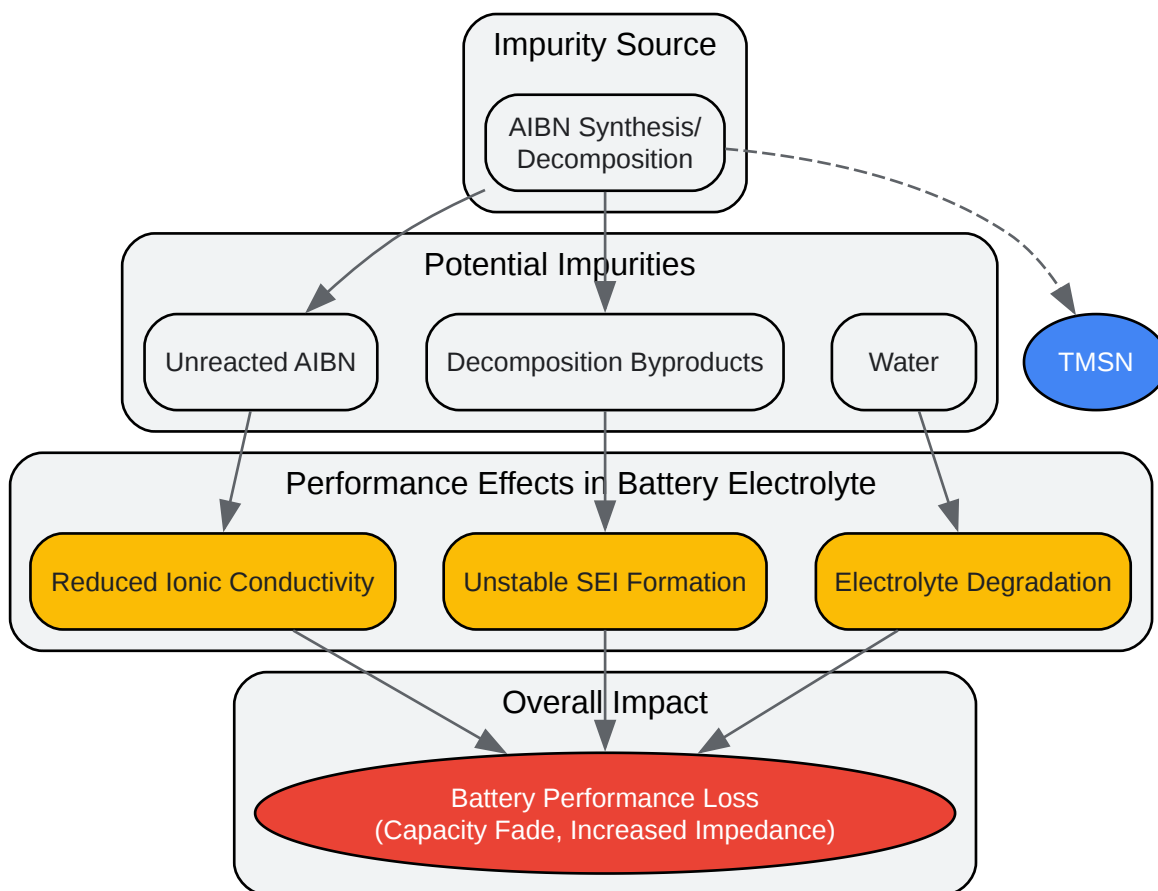 Impurity Source
AIBN Synthesis/
Decomposition
Potential Impurities
Unreacted AIBN
Decomposition Byproducts
Water
TMSN
Performance Effects in Battery Electrolyte
Reduced Ionic Conductivity
Unstable SEI Formation
Electrolyte Degradation
Overall Impact
Battery Performance Loss
(Capacity Fade, Increased Impedance)